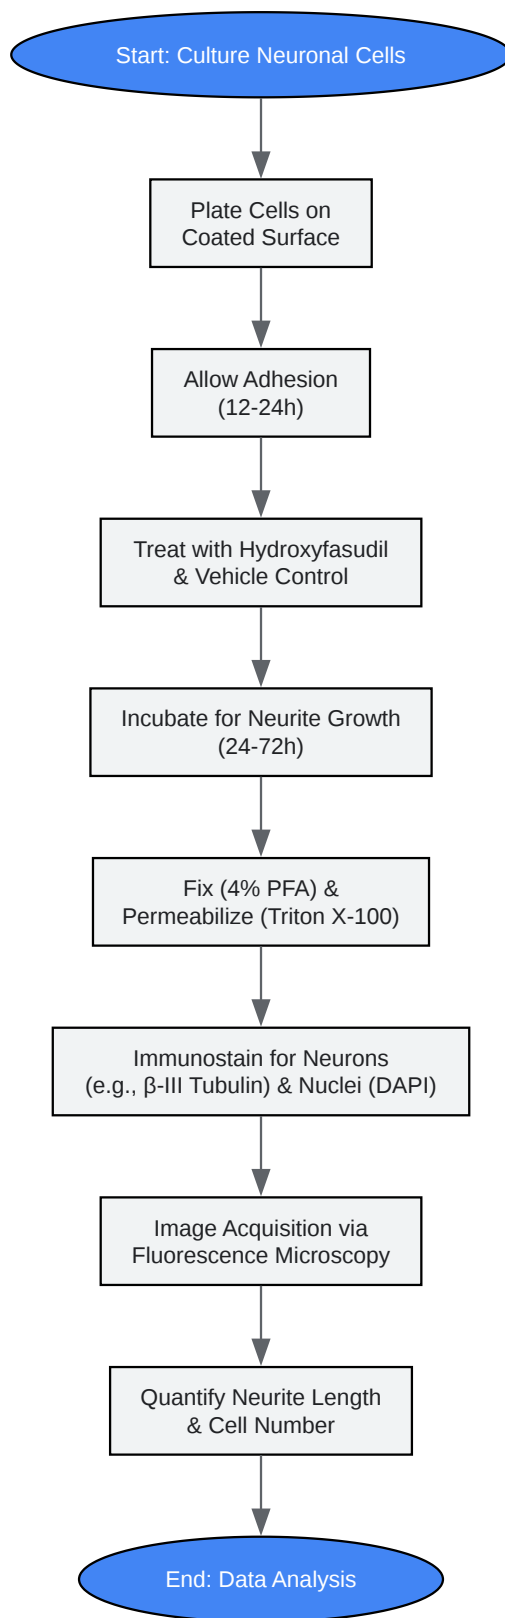 Start: Culture Neuronal Cells
Plate Cells on
Coated Surface
Allow Adhesion
(12-24h)
Treat with Hydroxyfasudil
& Vehicle Control
Incubate for Neurite Growth
(24-72h)
Fix (4% PFA) &
Permeabilize (Triton X-100)
Immunostain for Neurons
(e.g., β-III Tubulin) & Nuclei (DAPI)
Image Acquisition via
Fluorescence Microscopy
Quantify Neurite Length
& Cell Number
End: Data Analysis